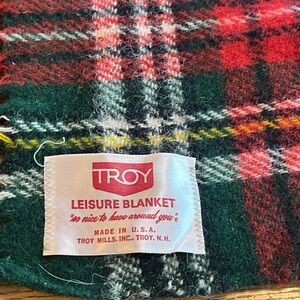 TROY
LEISURE BLANKET
"so nice to have around you"®
MADE IN U.S.A.
TROY MILLS. INC., TROY, N.H.